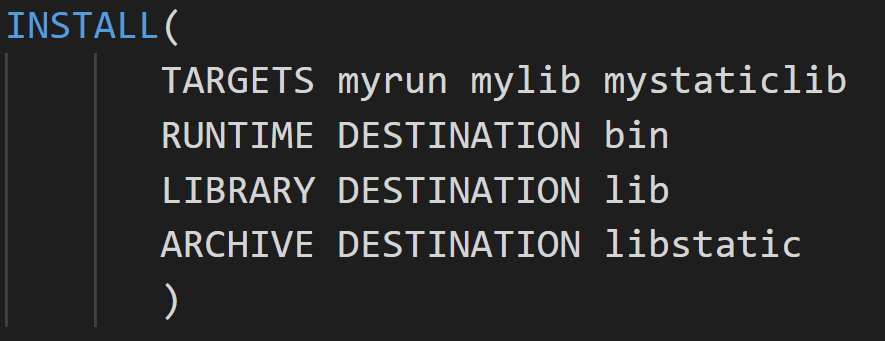 INSTALL(
TARGETS myrun mylib mystaticlib
RUNTIME DESTINATION bin
LIBRARY DESTINATION lib
ARCHIVE DESTINATION libstatic
)